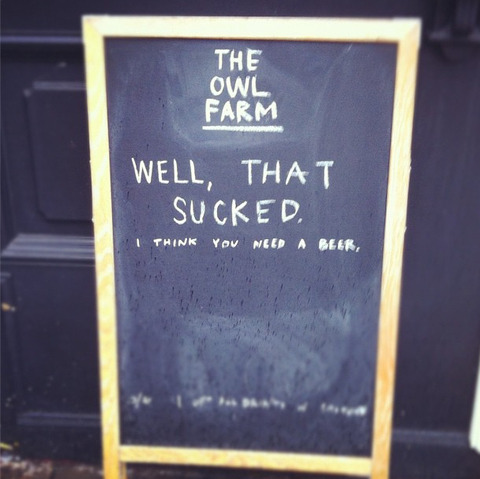 THE
OWL
FARM
WELL, THAT
SUCKED.
I THINK YOU NEED A BEER.